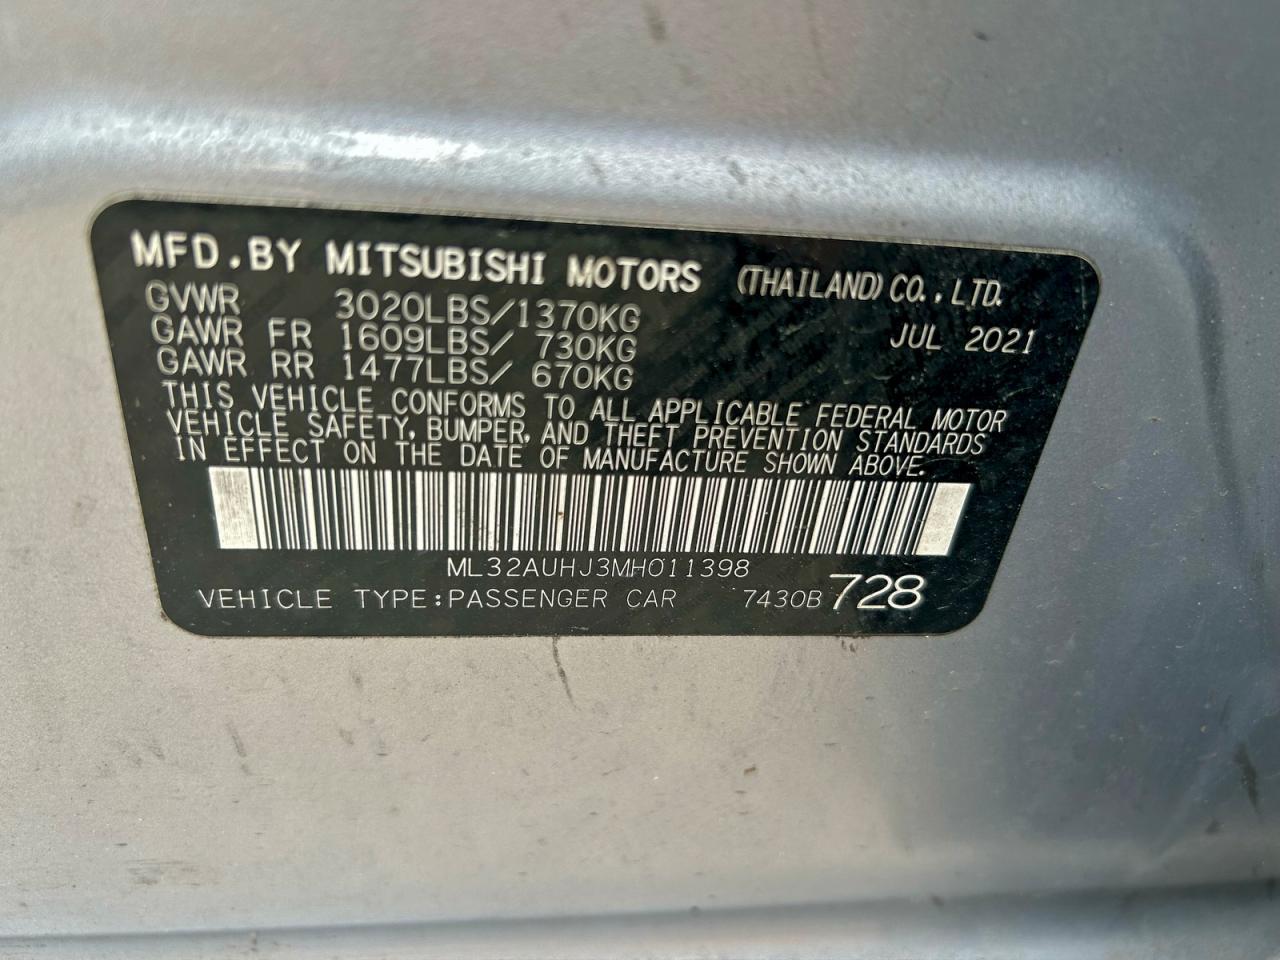 MFD.BY MITSUBISHI MOTORS (THAILAND) CO.,LTD.
GVWR 3020LBS/1370KG JUL 2021
GAWR FR 1609LBS/ 730KG
GAWR RR 1477LBS/ 670KG
THIS VEHICLE CONFORMS TO ALL APPLICABLE FEDERAL MOTOR
VEHICLE SAFETY, BUMPER, AND THEFT PREVENTION STANDARDS
IN EFFECT ON THE DATE OF MANUFACTURE SHOWN ABOVE.
ML32AUHJ3MH011398
VEHICLE TYPE:PASSENGER CAR 7430B 728